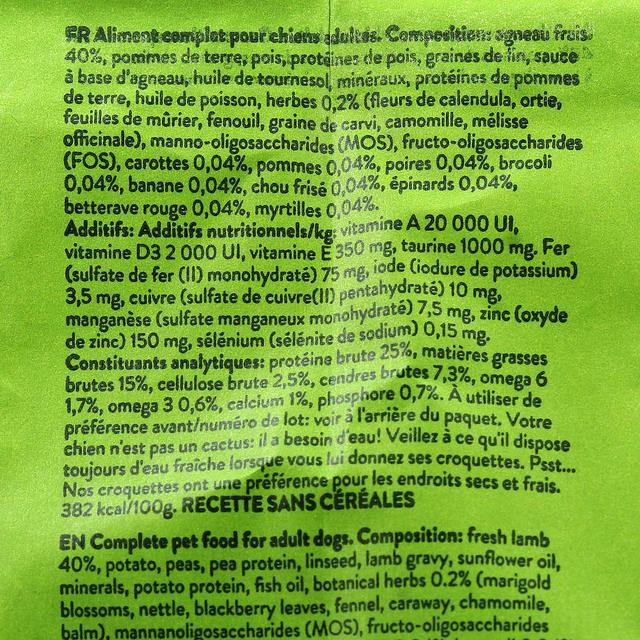 FR Aliment complet pour chiens adultes. Composition: agneau frais
40%, pommes de terre, pois, protéines de pois, graines de lin, sauce
à base d'agneau, huile de tournesol, minéraux, protéines de pommes
de terre, huile de poisson, herbes 0,2% (fleurs de calendula, ortie,
feuilles de mûrier, fenouil, graine de carvi, camomille, mélisse
officinale), manno-oligosaccharides (MOS), fructo-oligosaccharides
(FOS), carottes 0,04%, pommes 0,04%, poires 0,04%, brocoli
0,04%, banane 0,04%, chou frisé 0,04%, épinards 0,04%,
betterave rouge 0,04%, myrtilles 0,04%.
Additifs: Additifs nutritionnels/kg: vitamine A 20 000 UI,
vitamine D3 2 000 UI, vitamine E 350 mg, taurine 1000 mg. Fer
(sulfate de fer (II) monohydraté) 75 mg, iode (iodure de potassium)
3,5 mg, cuivre (sulfate de cuivre(II) pentahydraté) 10 mg,
manganèse (sulfate manganeux monohydraté) 7,5 mg, zinc (oxyde
de zinc) 150 mg, sélénium (sélénite de sodium) 0,15 mg.
Constituants analytiques: protéine brute 25%, matières grasses
brutes 15%, cellulose brute 2,5%, cendres brutes 7,3%, omega 6
1,7%, omega 3 0,6%, calcium 1%, phosphore 0,7%. À utiliser de
préférence avant/numéro de lot: voir à l'arrière du paquet. Votre
chien n'est pas un cactus: il a besoin d'eau! Veillez à ce qu'il dispose
toujours d'eau fraîche lorsque vous lui donnez ses croquettes. Psst...
Nos croquettes ont une préférence pour les endroits secs et frais.
382 kcal/100g. RECETTE SANS CÉRÉALES
EN Complete pet food for adult dogs. Composition: fresh lamb
40%, potato, peas, pea protein, linseed, lamb gravy, sunflower oil,
minerals, potato protein, fish oil, botanical herbs 0.2% (marigold
blossoms, nettle, blackberry leaves, fennel, caraway, chamomile,
balm), mannanoligosaccharides (MOS), fructo-oligosaccharides